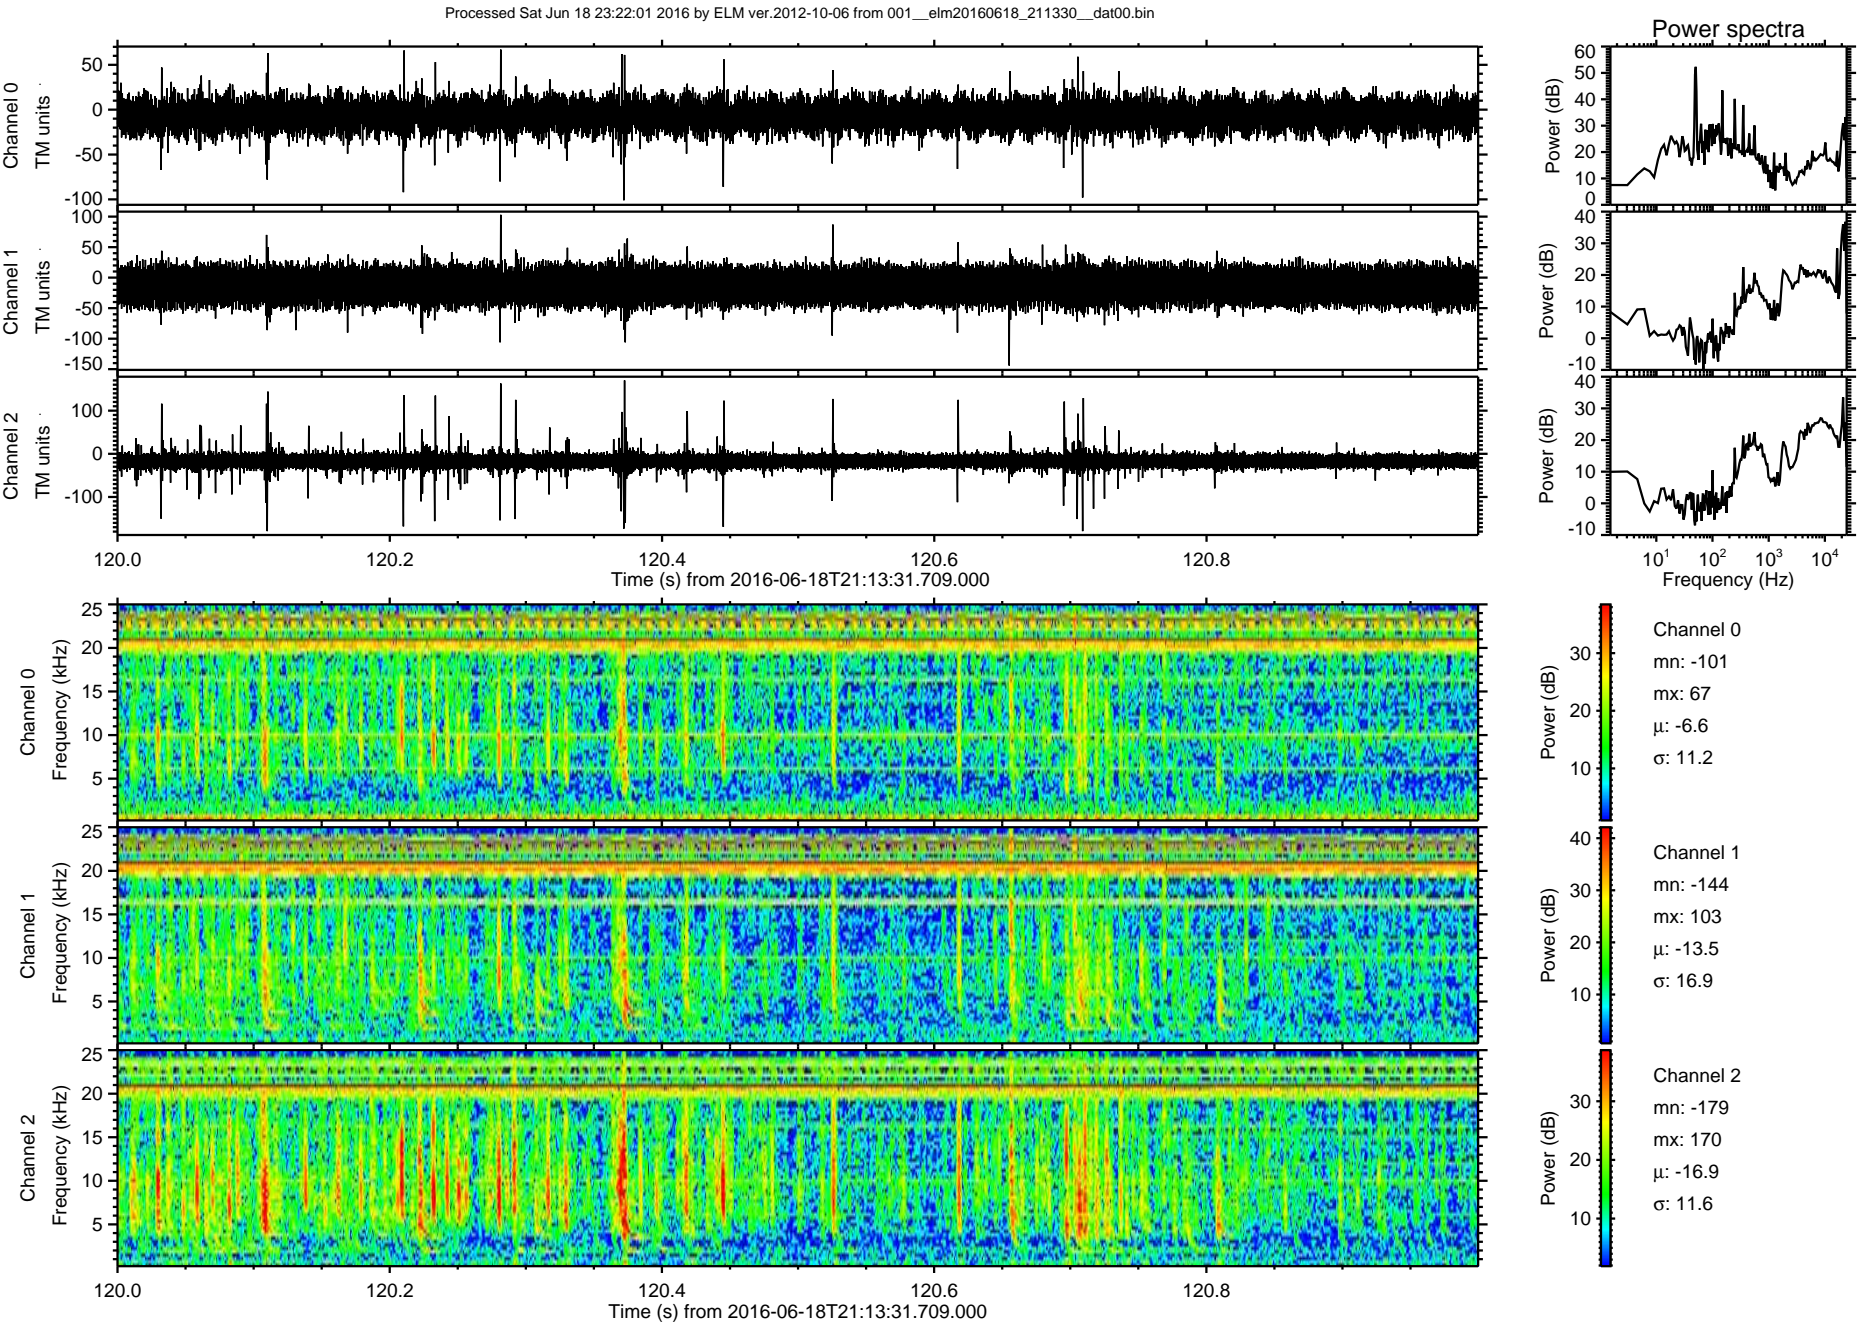 Processed Sat Jun 18 23:22:01 2016 by ELM ver.2012-10-06 from 001__elm20160618_211330__dat00.bin
Power spectra
Channel 0
TM units
50
0
-50
-100
Power (dB)
60
50
40
30
20
10
0
Channel 1
TM units
100
50
0
-50
-100
-150
Power (dB)
40
30
20
10
0
-10
Channel 2
TM units
100
0
-100
Power (dB)
40
30
20
10
0
-10
120.0 120.2 120.4 120.6 120.8
Time (s) from 2016-06-18T21:13:31.709.000
10¹ 10² 10³ 10⁴
Frequency (Hz)
Channel 0
Frequency (kHz)
25
20
15
10
5
Power (dB)
30
20
10
Channel 0
mn: -101
mx: 67
μ: -6.6
σ: 11.2
Channel 1
Frequency (kHz)
25
20
15
10
5
Power (dB)
40
30
20
10
Channel 1
mn: -144
mx: 103
μ: -13.5
σ: 16.9
Channel 2
Frequency (kHz)
25
20
15
10
5
Power (dB)
30
20
10
Channel 2
mn: -179
mx: 170
μ: -16.9
σ: 11.6
120.0 120.2 120.4 120.6 120.8
Time (s) from 2016-06-18T21:13:31.709.000